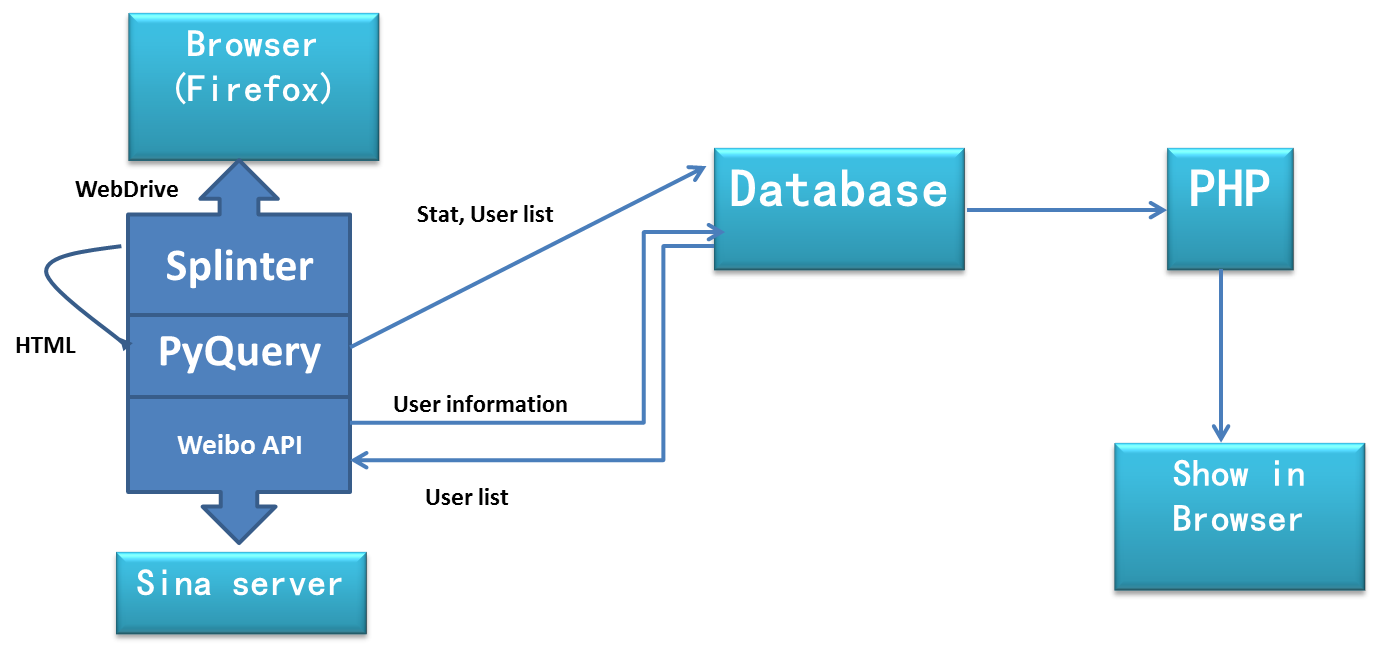 Browser
(Firefox)
WebDrive
Splinter
HTML
PyQuery
Weibo API
Sina server
Stat, User list
User information
User list
Database
PHP
Show in
Browser